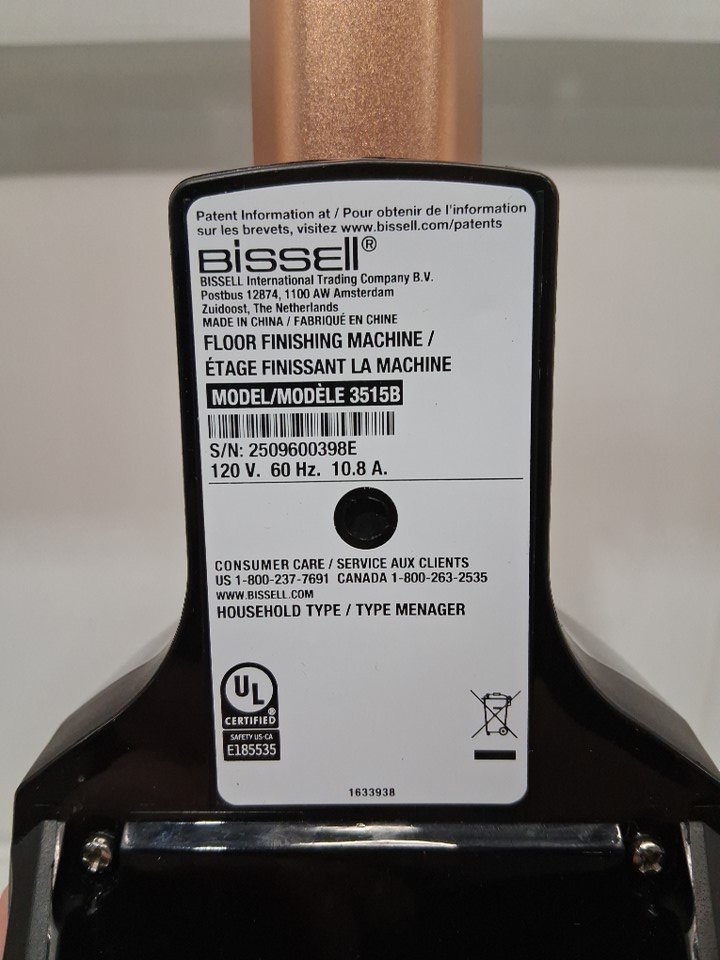 Patent Information at / Pour obtenir de l'information
sur les brevets, visitez www.bissell.com/patents
BISSELL®
BISSELL International Trading Company B.V.
Postbus 12874, 1100 AW Amsterdam
Zuidoost, The Netherlands
MADE IN CHINA / FABRIQUÉ EN CHINE
FLOOR FINISHING MACHINE /
ÉTAGE FINISSANT LA MACHINE
MODEL/MODÈLE 3515B
S/N: 2509600398E
120 V. 60 Hz. 10.8 A.
CONSUMER CARE / SERVICE AUX CLIENTS
US 1-800-237-7691 CANADA 1-800-263-2535
WWW.BISSELL.COM
HOUSEHOLD TYPE / TYPE MENAGER
UL®
CERTIFIED
SAFETY US-CA
E185535
1633938